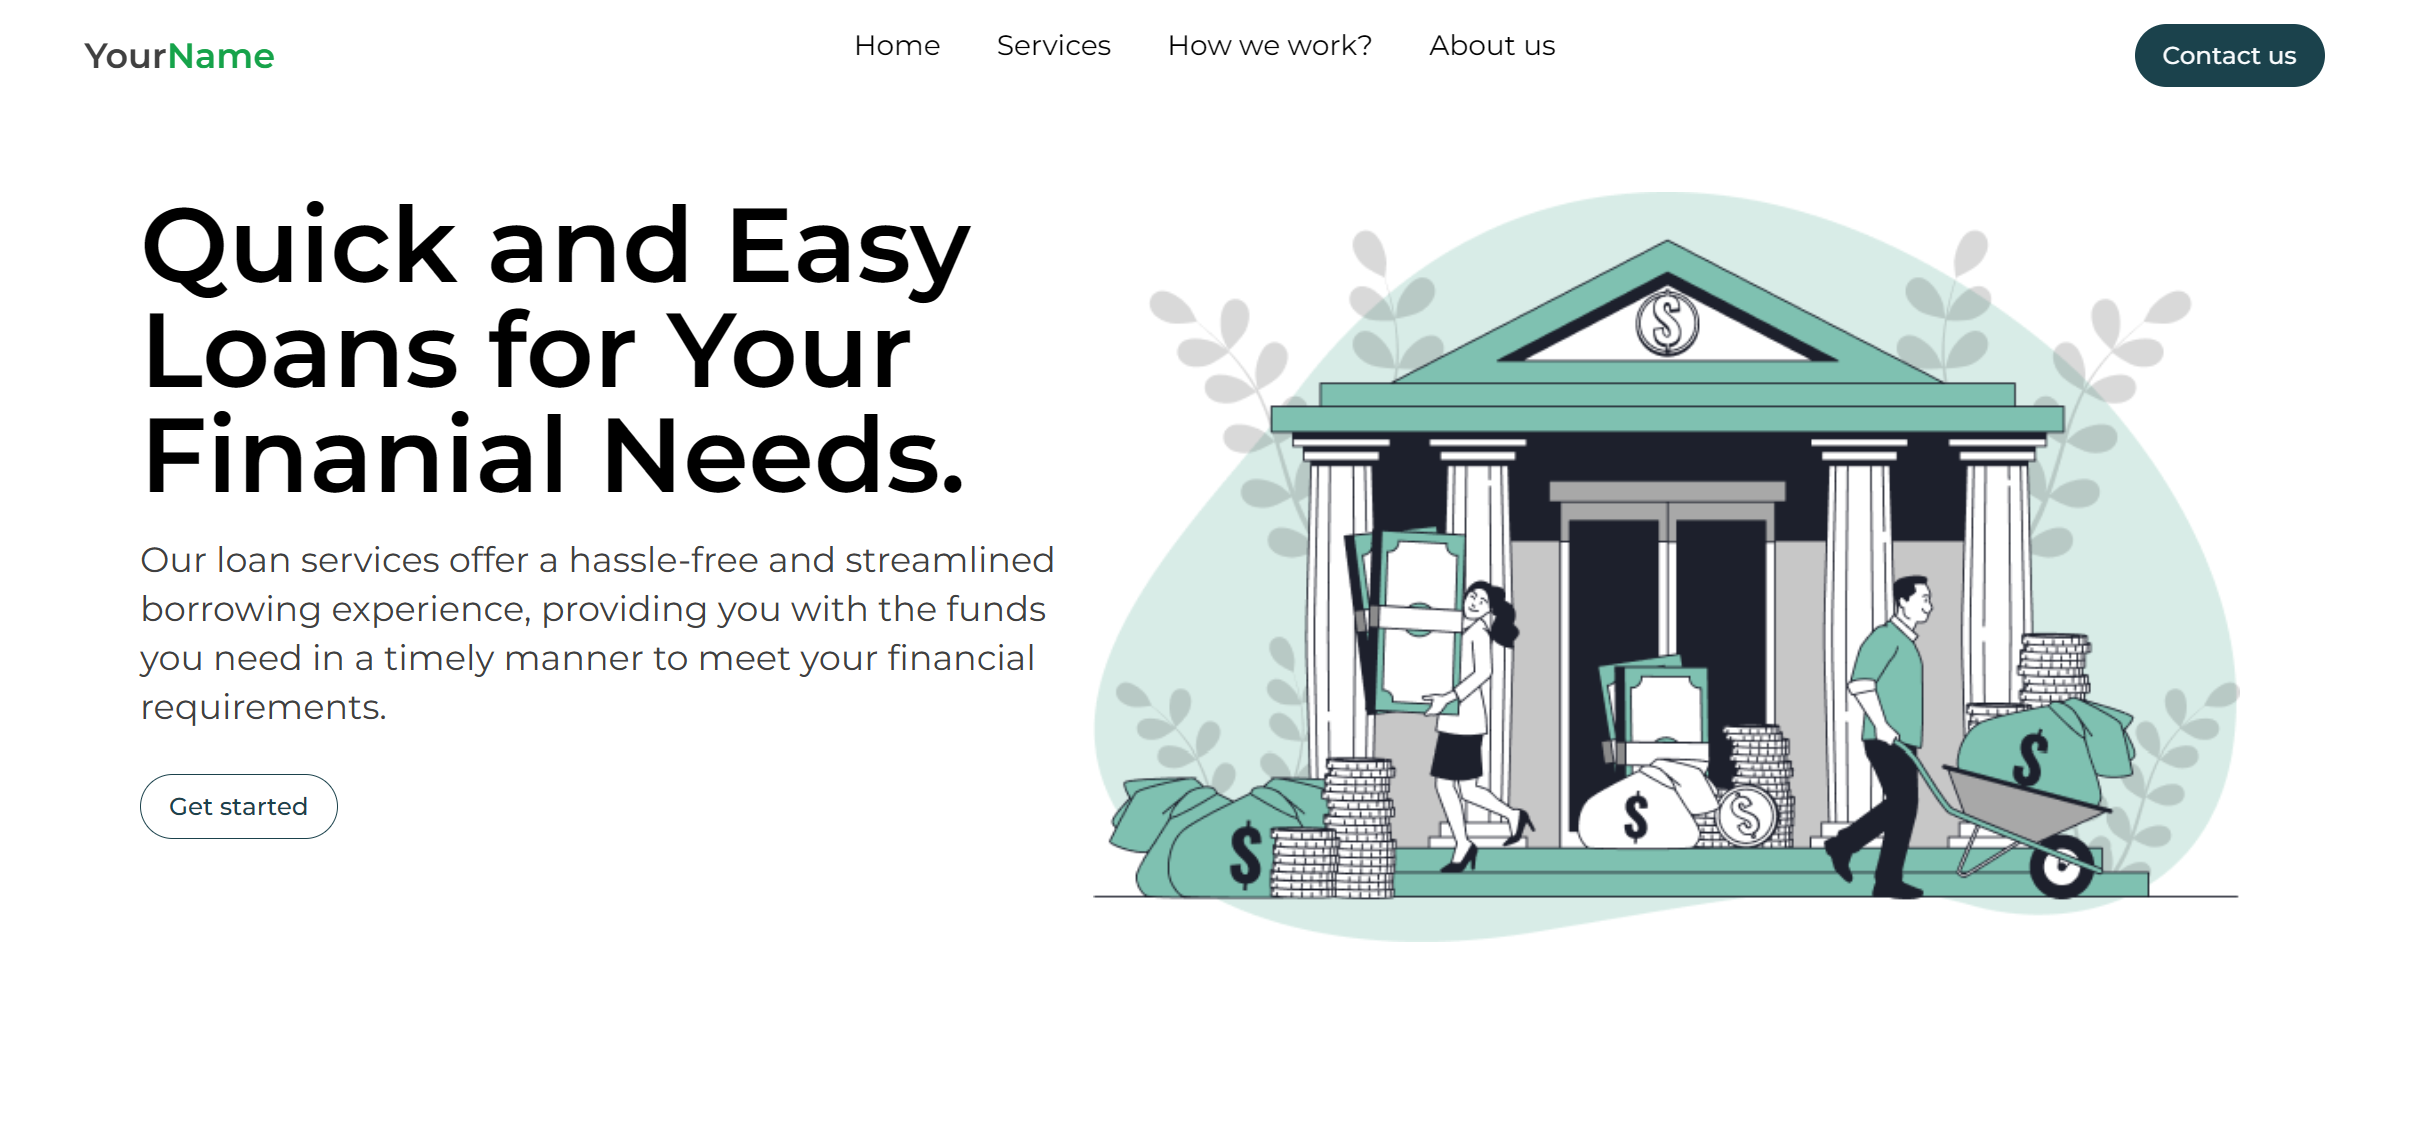 YourName
Home Services How we work? About us
Contact us
Quick and Easy
Loans for Your
Finanial Needs.
Our loan services offer a hassle-free and streamlined
borrowing experience, providing you with the funds
you need in a timely manner to meet your financial
requirements.
Get started
$
$
$
$
$